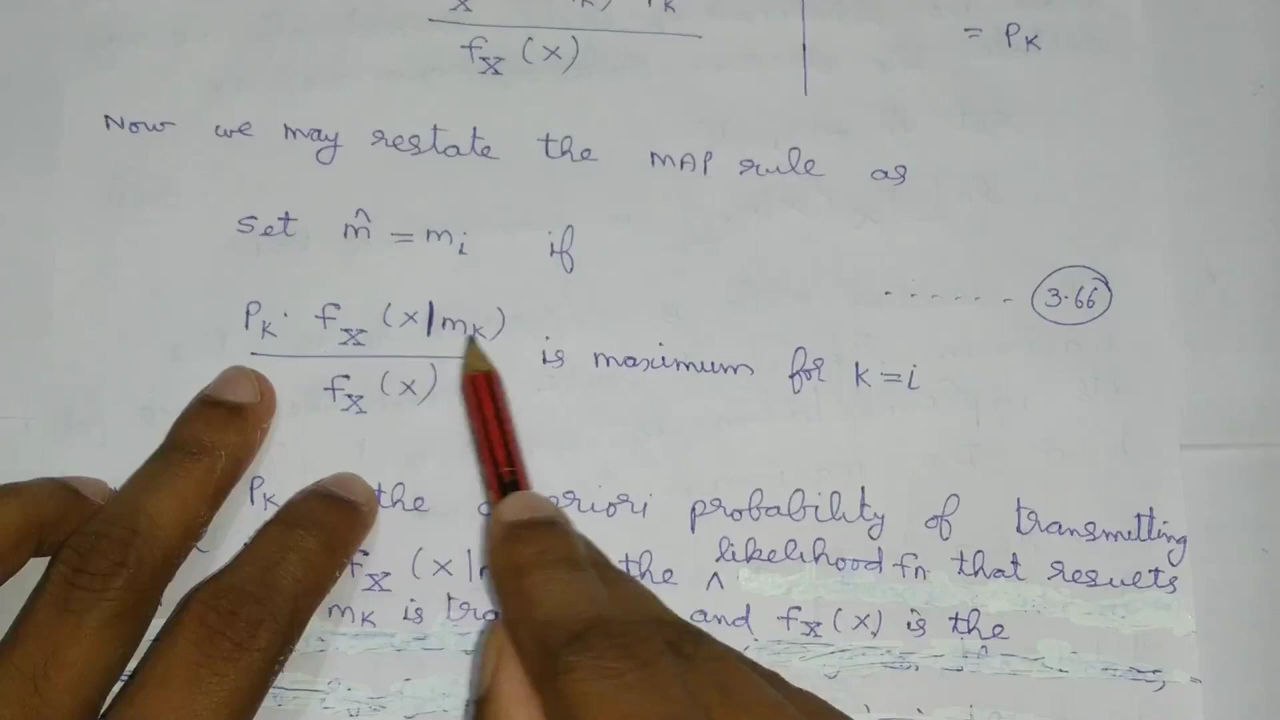 f_X (x)
= P_K
Now we may restate the MAP rule as
Set m̂ = m_i if
P_K · f_X (x|m_K)
f_X (x)
is maximum for K=i
...... 3.66
P_K the priori probability of transmitting
f_X (x| the ^ likelihood fn that results
m_K is and f_X (x) is the